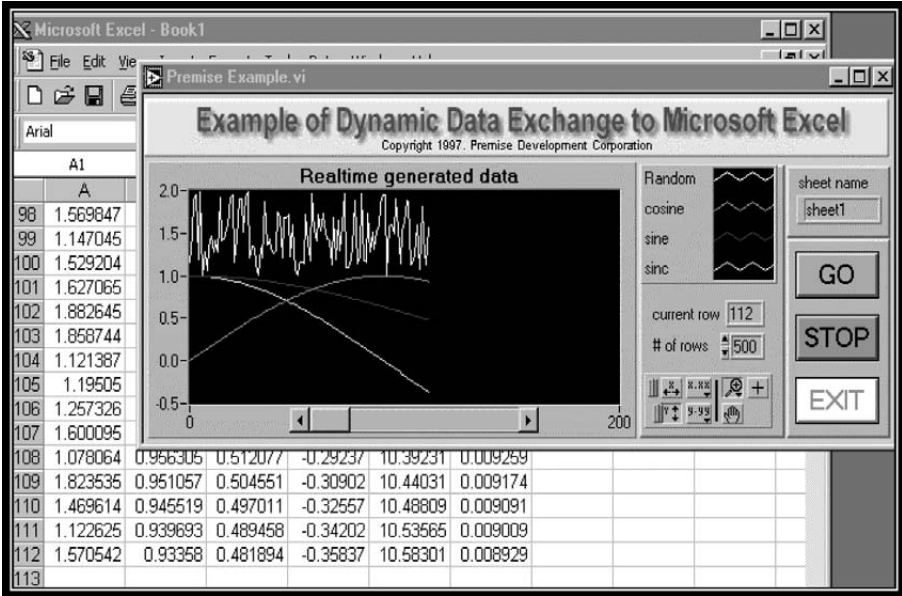 Microsoft Excel - Book1
File Edit Vie
Premise Example.vi
Example of Dynamic Data Exchange to Microsoft Excel
Copyright 1997. Premise Development Corporation
Arial
A1
A
98 1.569847
99 1.147045
100 1.529204
101 1.627065
102 1.882645
103 1.858744
104 1.121387
105 1.19505
106 1.257326
107 1.600095
108 1.078064 0.956305 0.512077 -0.29237 10.39231 0.009259
109 1.823535 0.951057 0.504551 -0.30902 10.44031 0.009174
110 1.469614 0.945519 0.497011 -0.32557 10.48809 0.009091
111 1.122625 0.939693 0.489458 -0.34202 10.53565 0.009009
112 1.570542 0.93358 0.481894 -0.35837 10.58301 0.008929
113
Realtime generated data
2.0
1.5
1.0
0.5
0.0
-0.5
0
200
Random
cosine
sine
sinc
current row 112
# of rows 500
X X.XX
Y Y.YY
sheet name
sheet1
GO
STOP
EXIT